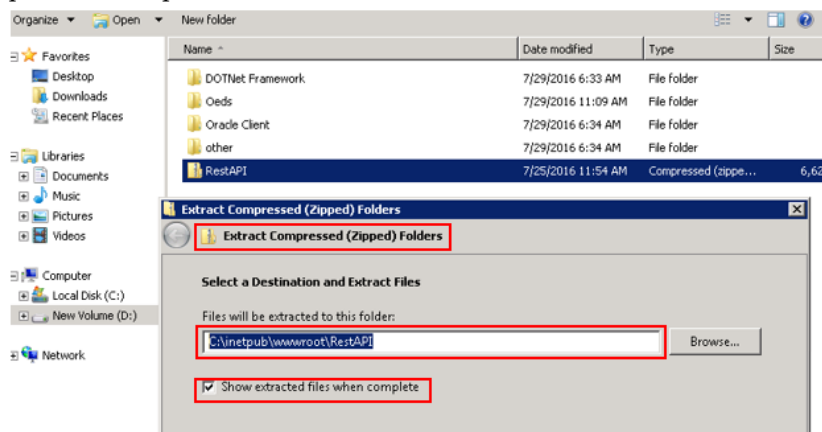 Organize Open New folder
Name Date modified Type Size
Favorites
Desktop
Downloads
Recent Places
Libraries
Documents
Music
Pictures
Videos
Computer
Local Disk (C:)
New Volume (D:)
Network
DOTNet Framework 7/29/2016 6:33 AM File folder
Oeds 7/29/2016 11:09 AM File folder
Oracle Client 7/29/2016 6:34 AM File folder
other 7/29/2016 6:34 AM File folder
RestAPI 7/25/2016 11:54 AM Compressed (zippe... 6,62
Extract Compressed (Zipped) Folders
Extract Compressed (Zipped) Folders
Select a Destination and Extract Files
Files will be extracted to this folder:
C:\inetpub\wwwroot\RestAPI
Browse...
Show extracted files when complete